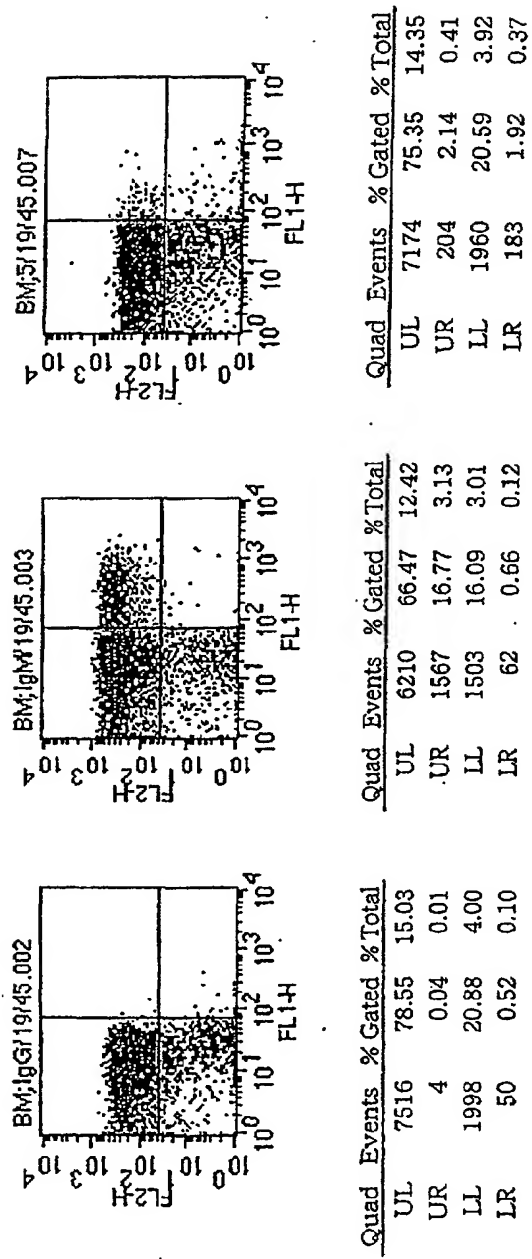 BM;IgG/19/45.002
10 4
10 3
10 2
10 1
10 0
FL2-H
10^0 10^1 10^2 10^3 10^4
FL1-H
Quad Events % Gated % Total
UL 7516 78.55 15.03
UR 4 0.04 0.01
LL 1998 20.88 4.00
LR 50 0.52 0.10
BM;IgM/19/45.003
10 4
10 3
10 2
10 1
10 0
FL2-H
10^0 10^1 10^2 10^3 10^4
FL1-H
Quad Events % Gated % Total
UL 6210 66.47 12.42
UR 1567 16.77 3.13
LL 1503 16.09 3.01
LR 62 0.66 0.12
BM;5/19/45.007
10 4
10 3
10 2
10 1
10 0
FL2-H
10^0 10^1 10^2 10^3 10^4
FL1-H
Quad Events % Gated % Total
UL 7174 75.35 14.35
UR 204 2.14 0.41
LL 1960 20.59 3.92
LR 183 1.92 0.37